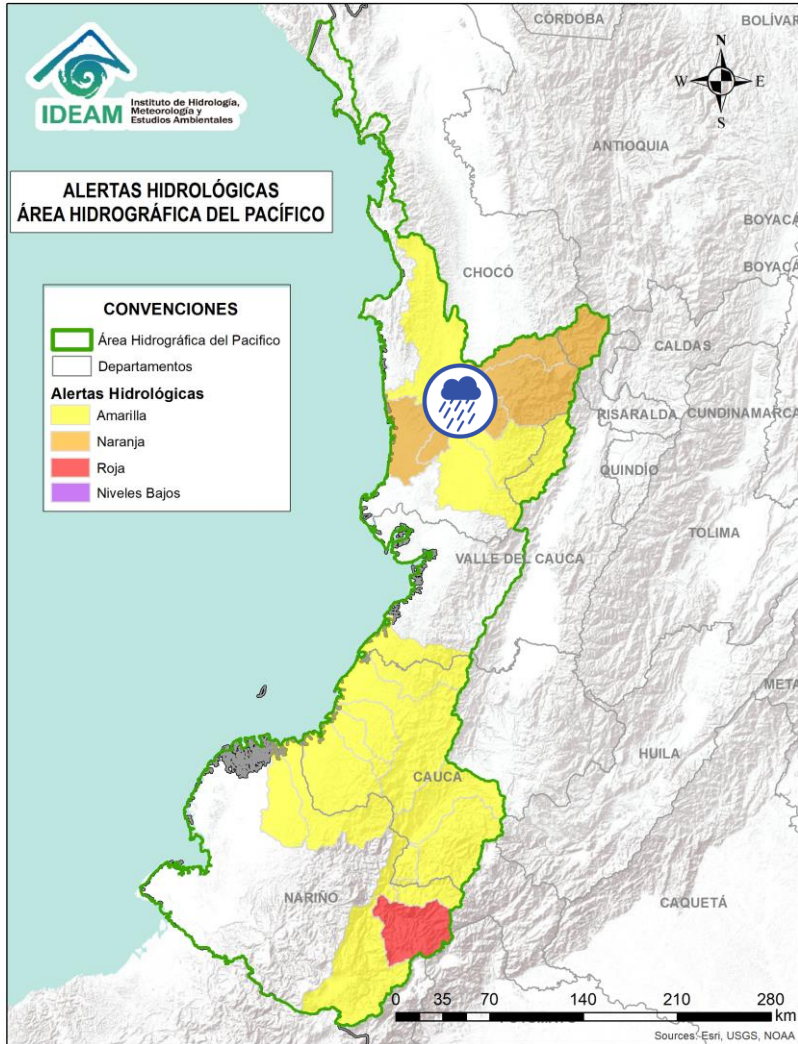 IDEAM
Instituto de Hidrología,
Meteorología y
Estudios Ambientales
CÓRDOBA
BOLÍVAR
N
W
E
S
ANTIOQUIA
ALERTAS HIDROLÓGICAS
ÁREA HIDROGRÁFICA DEL PACÍFICO
BOYACÁ
CHOCÓ
BOYACÁ
CONVENCIONES
Área Hidrográfica del Pacifico
Departamentos
Alertas Hidrológicas
Amarilla
Naranja
Roja
Niveles Bajos
CALDAS
RISARALDA
CUNDINAMARCA
QUINDÍO
TOLIMA
VALLE DEL CAUCA
META
HUILA
CAUCA
NARIÑO
CAQUETÁ
0 35 70 140 210 280
km
Sources: Esri, USGS, NOAA